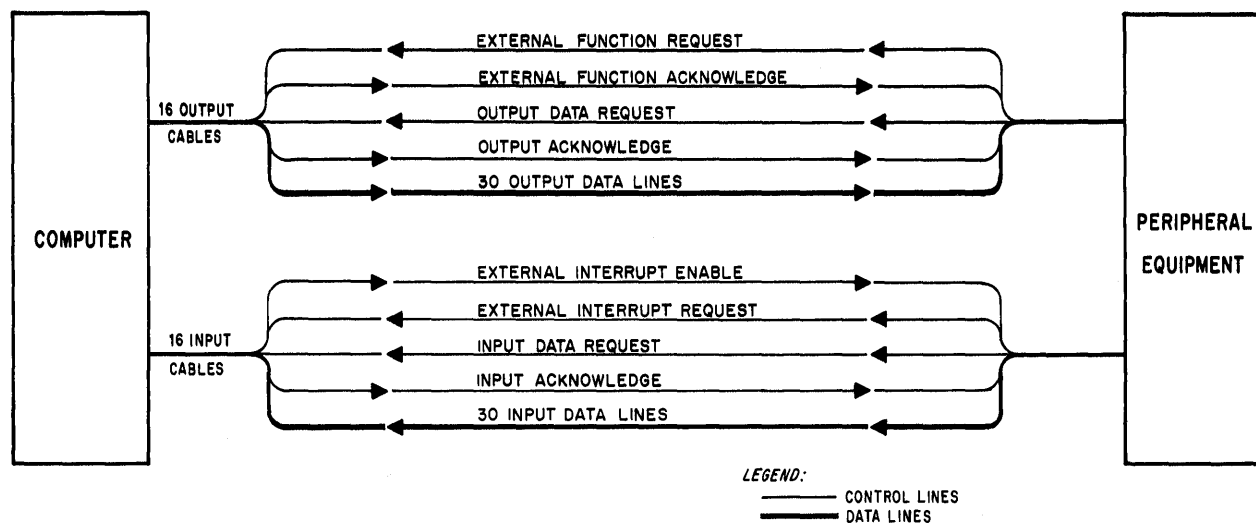 EXTERNAL FUNCTION REQUEST
EXTERNAL FUNCTION ACKNOWLEDGE
16 OUTPUT
CABLES
OUTPUT DATA REQUEST
OUTPUT ACKNOWLEDGE
30 OUTPUT DATA LINES
COMPUTER
PERIPHERAL
EQUIPMENT
EXTERNAL INTERRUPT ENABLE
EXTERNAL INTERRUPT REQUEST
16 INPUT
CABLES
INPUT DATA REQUEST
INPUT ACKNOWLEDGE
30 INPUT DATA LINES
LEGEND:
CONTROL LINES
DATA LINES